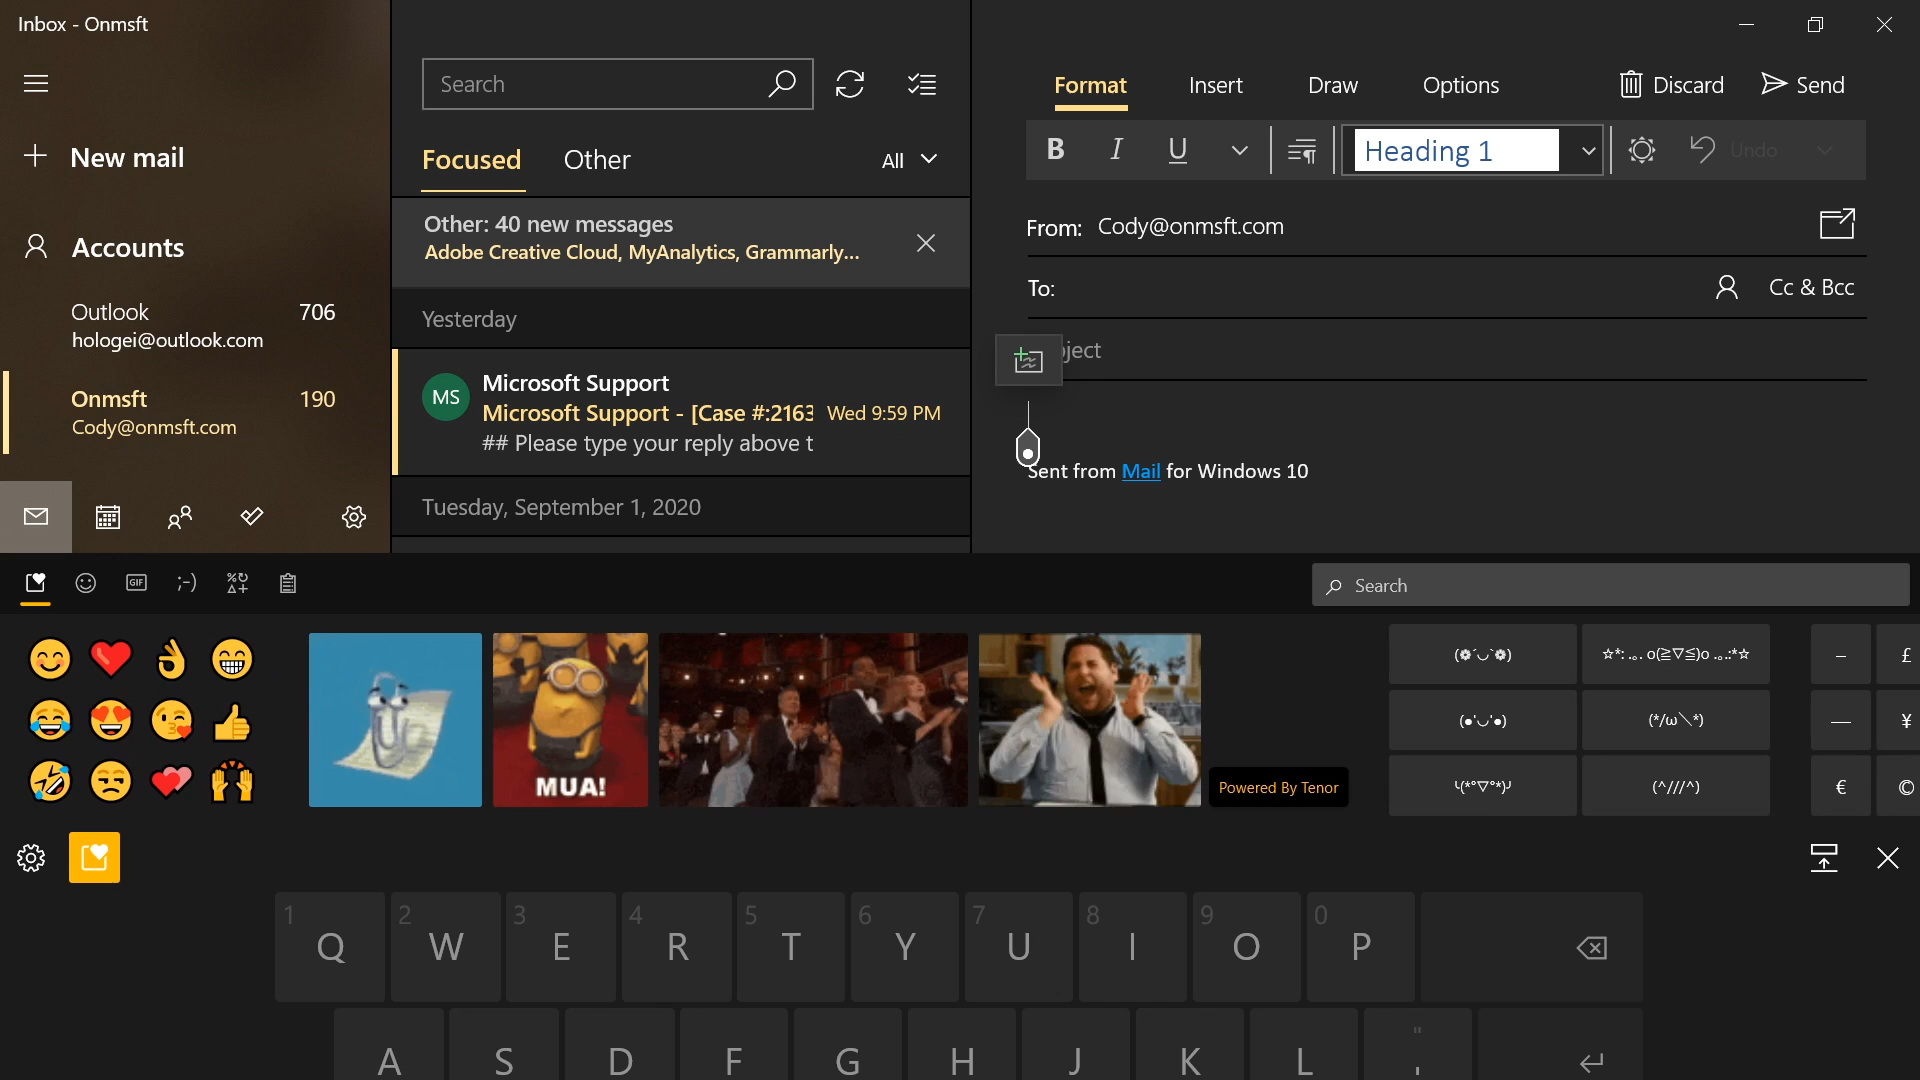 Inbox - Onmsft
New mail
Accounts
Outlook 706
hologei@outlook.com
Onmsft 190
Cody@onmsft.com
Search
Focused Other All
Other: 40 new messages
Adobe Creative Cloud, MyAnalytics, Grammarly...
Yesterday
MS
Microsoft Support
Microsoft Support - [Case #:2163 Wed 9:59 PM
## Please type your reply above t
Tuesday, September 1, 2020
Format Insert Draw Options Discard Send
B I U Heading 1 Undo
From: Cody@onmsft.com
To: Cc & Bcc
ject
Sent from Mail for Windows 10
GIF ;-) Search
MUA!
Powered By Tenor
(❁´◡`❁) ☆*: .｡. o(≧▽≦)o .｡.:*☆ – £
(●'◡'●) (*/ω＼*) — ¥
╰(*°▽°*)╯ (^///^) € ©
1 2 3 4 5 6 7 8 9 0
Q W E R T Y U I O P
A S D F G H J K L " '